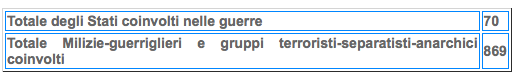 Totale degli Stati coinvolti nelle guerre 70
Totale Milizie-guerriglieri e gruppi terroristi-separatisti-anarchici
coinvolti 869